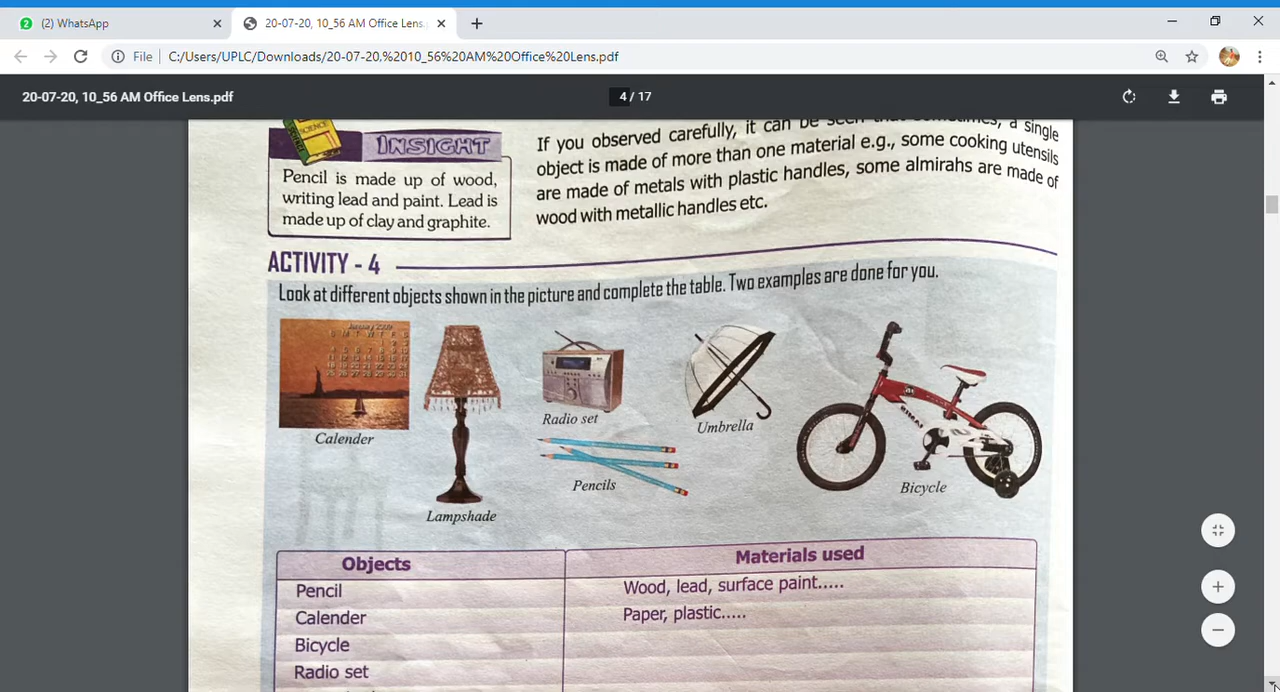 (2) WhatsApp
20-07-20, 10_56 AM Office Lens.
File
C:/Users/UPLC/Downloads/20-07-20,%2010_56%20AM%20Office%20Lens.pdf
20-07-20, 10_56 AM Office Lens.pdf
4 / 17
SCIENCE
INSIGHT
Pencil is made up of wood,
writing lead and paint. Lead is
made up of clay and graphite.
If you observed carefully, it can be seen that sometimes, a single
object is made of more than one material e.g., some cooking utensils
are made of metals with plastic handles, some almirahs are made of
wood with metallic handles etc.
ACTIVITY - 4
Look at different objects shown in the picture and complete the table. Two examples are done for you.
Calender
Lampshade
Radio set
Pencils
Umbrella
Bicycle
Objects
Materials used
Pencil
Wood, lead, surface paint.....
Calender
Paper, plastic.....
Bicycle
Radio set